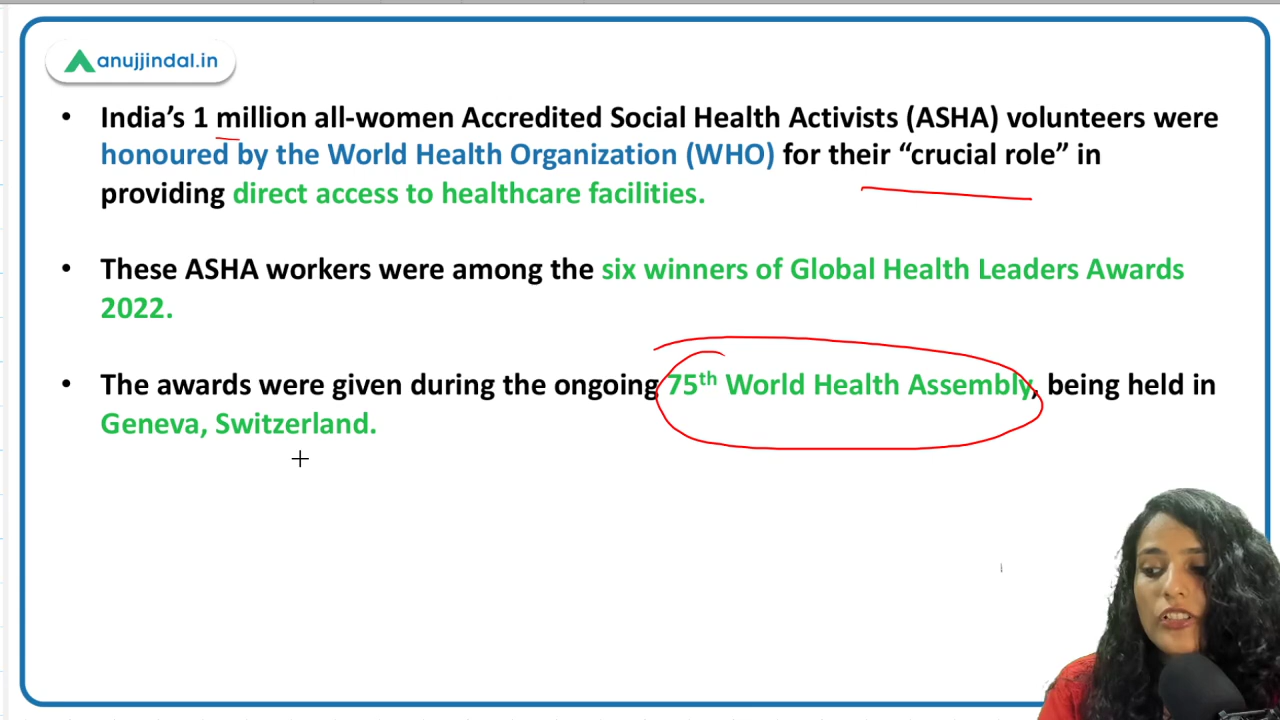 anujjindal.in
• India’s 1 million all-women Accredited Social Health Activists (ASHA) volunteers were
honoured by the World Health Organization (WHO) for their “crucial role” in
providing direct access to healthcare facilities.
• These ASHA workers were among the six winners of Global Health Leaders Awards
2022.
• The awards were given during the ongoing 75th World Health Assembly, being held in
Geneva, Switzerland.